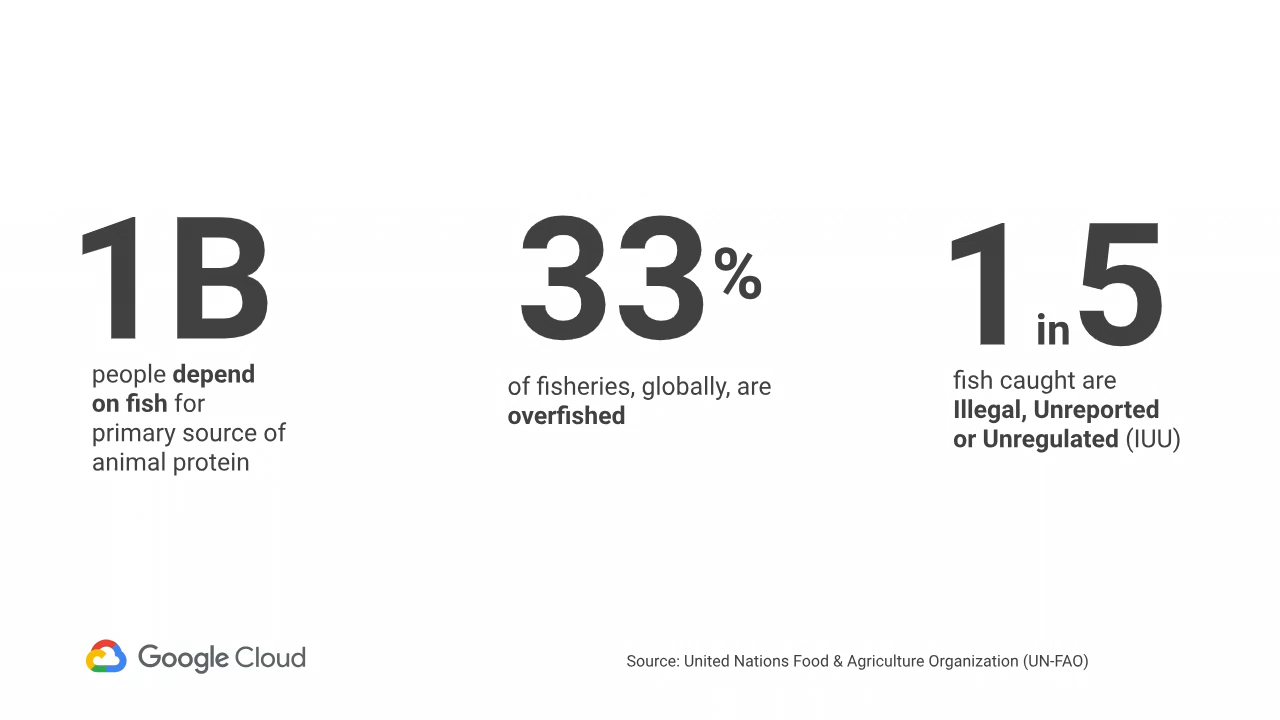 1B
people depend
on fish for
primary source of
animal protein
33%
of fisheries, globally, are
overfished
1 in 5
fish caught are
Illegal, Unreported
or Unregulated (IUU)
Google Cloud
Source: United Nations Food & Agriculture Organization (UN-FAO)